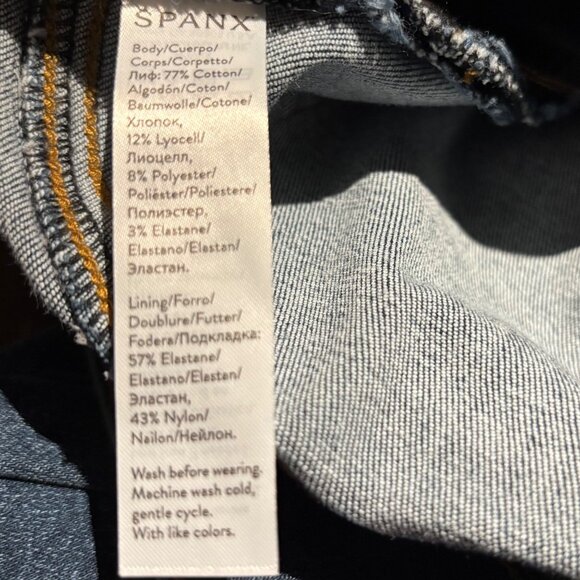 SPANX
Body/Cuerpo/
Corps/Corpetto/
Лиф: 77% Cotton/
Algodón/Coton/
Baumwolle/Cotone/
Хлопок,
12% Lyocell/
Лиоцелл,
8% Polyester/
Poliéster/Poliestere/
Полиэстер,
3% Elastane/
Elastano/Elastan/
Эластан.
Lining/Forro/
Doublure/Futter/
Fodera/Подкладка:
57% Elastane/
Elastano/Elastan/
Эластан,
43% Nylon/
Nailon/Нейлон.
Wash before wearing.
Machine wash cold,
gentle cycle.
With like colors.